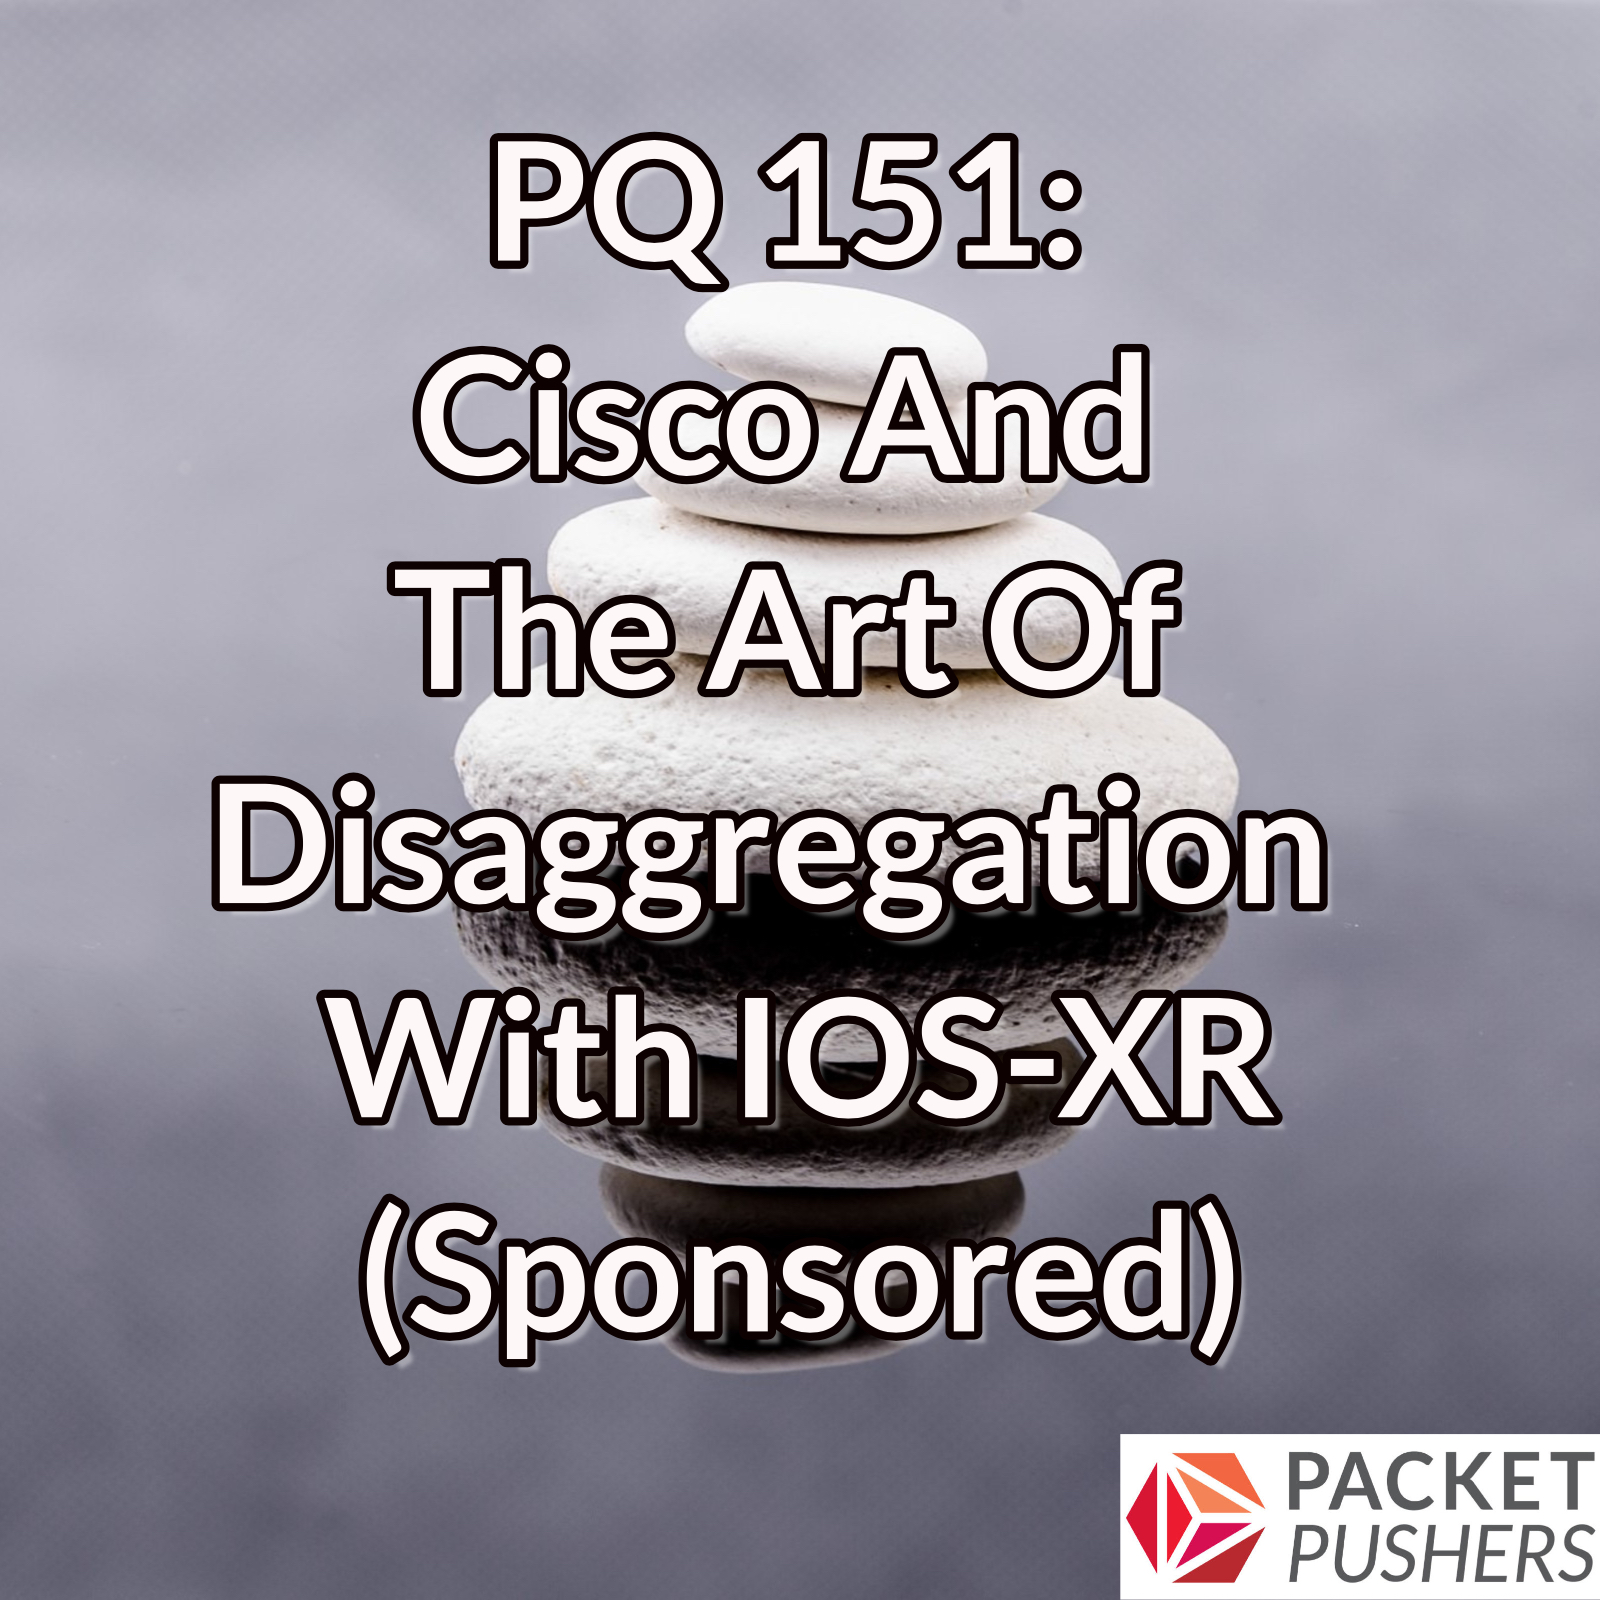 PQ 151:
Cisco And
The Art Of
Disaggregation
With IOS-XR
(Sponsored)
PACKET
PUSHERS